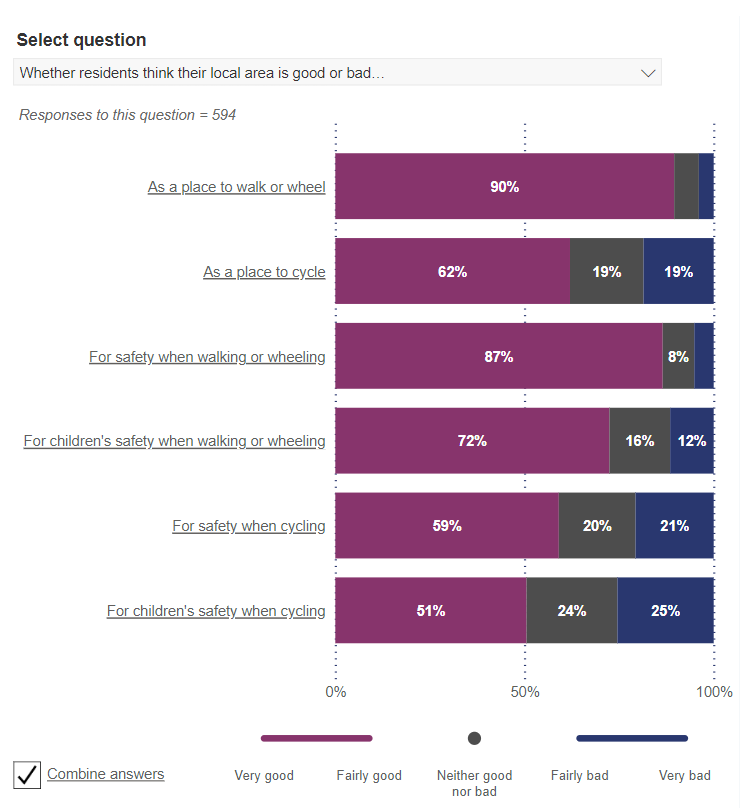 Select question
Whether residents think their local area is good or bad...
Responses to this question = 594
As a place to walk or wheel 90%
As a place to cycle 62% 19% 19%
For safety when walking or wheeling 87% 8%
For children's safety when walking or wheeling 72% 16% 12%
For safety when cycling 59% 20% 21%
For children's safety when cycling 51% 24% 25%
0% 50% 100%
Combine answers
Very good Fairly good Neither good Fairly bad Very bad
nor bad